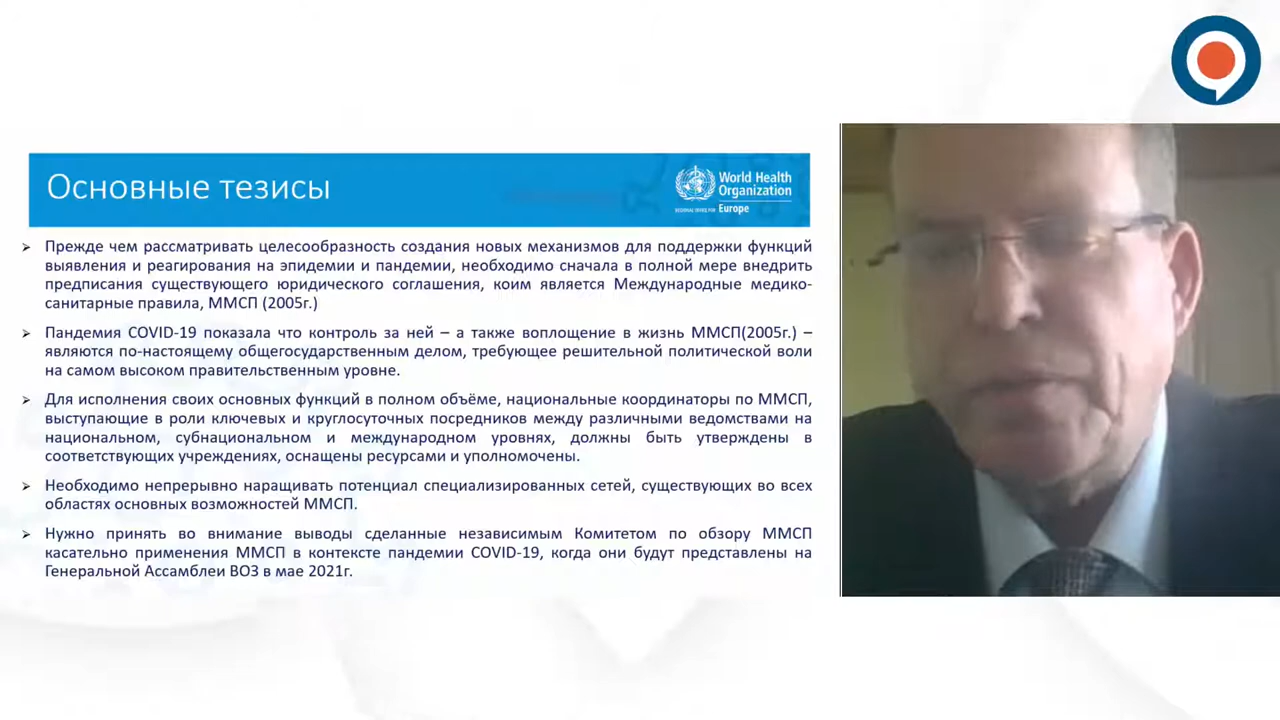 Основные тезисы
World Health
Organization
REGIONAL OFFICE FOR Europe
Прежде чем рассматривать целесообразность создания новых механизмов для поддержки функций
выявления и реагирования на эпидемии и пандемии, необходимо сначала в полной мере внедрить
предписания существующего юридического соглашения, коим является Международные медико-
санитарные правила, ММСП (2005г.)
Пандемия COVID-19 показала что контроль за ней – а также воплощение в жизнь ММСП(2005г.) –
являются по-настоящему общегосударственным делом, требующее решительной политической воли
на самом высоком правительственном уровне.
Для исполнения своих основных функций в полном объёме, национальные координаторы по ММСП,
выступающие в роли ключевых и круглосуточных посредников между различными ведомствами на
национальном, субнациональном и международном уровнях, должны быть утверждены в
соответствующих учреждениях, оснащены ресурсами и уполномочены.
Необходимо непрерывно наращивать потенциал специализированных сетей, существующих во всех
областях основных возможностей ММСП.
Нужно принять во внимание выводы сделанные независимым Комитетом по обзору ММСП
касательно применения ММСП в контексте пандемии COVID-19, когда они будут представлены на
Генеральной Ассамблеи ВОЗ в мае 2021г.